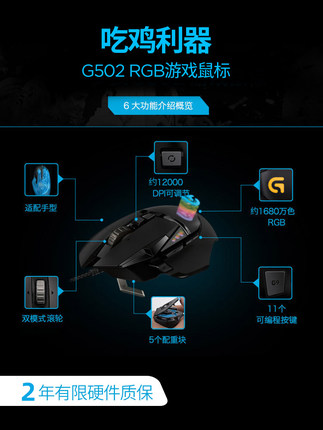 吃鸡利器
G502 RGB游戏鼠标
6 大功能介绍概览
约12000
DPI可调节
适配手型
约1680万色
RGB
双模式滚轮
5个配重块
11个
可编程按键
2年有限硬件质保